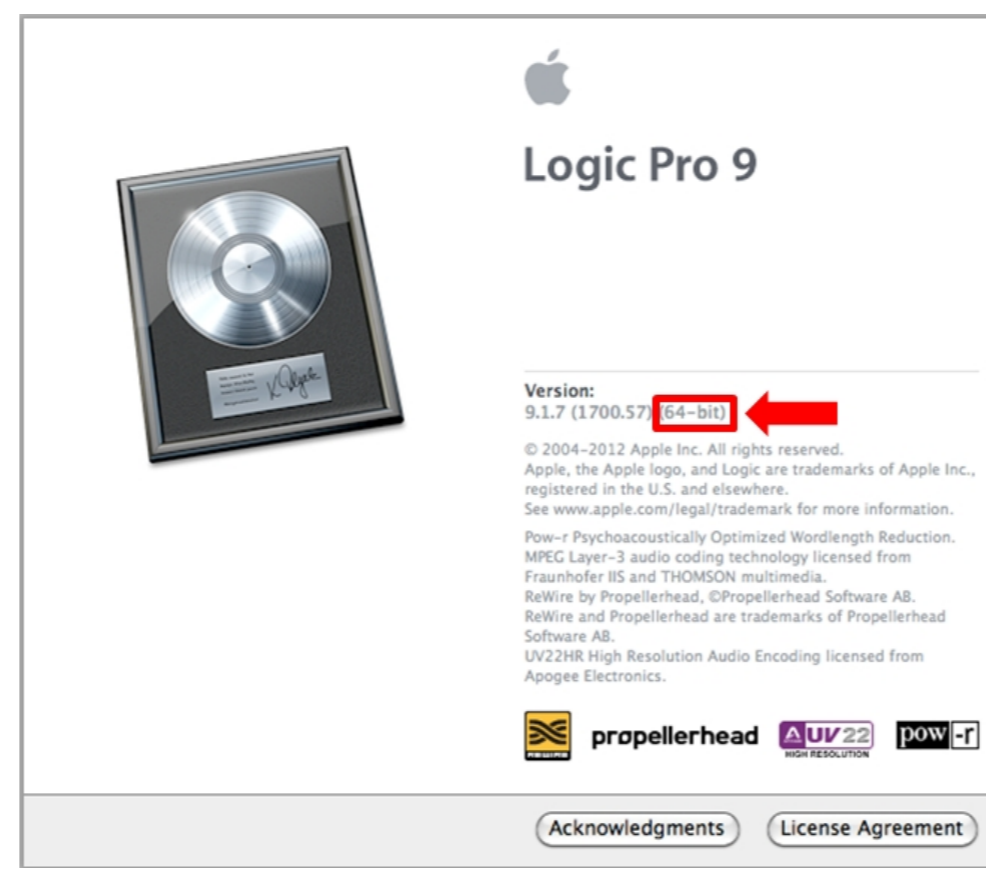 Logic Pro 9
Version:
9.1.7 (1700.57) (64-bit)
© 2004-2012 Apple Inc. All rights reserved.
Apple, the Apple logo, and Logic are trademarks of Apple Inc.,
registered in the U.S. and elsewhere.
See www.apple.com/legal/trademark for more information.
Pow-r Psychoacoustically Optimized Wordlength Reduction.
MPEG Layer-3 audio coding technology licensed from
Fraunhofer IIS and THOMSON multimedia.
ReWire by Propellerhead, ©Propellerhead Software AB.
ReWire and Propellerhead are trademarks of Propellerhead
Software AB.
UV22HR High Resolution Audio Encoding licensed from
Apogee Electronics.
REWIRE propellerhead UV22 pow-r
HIGH RESOLUTION
Acknowledgments License Agreement